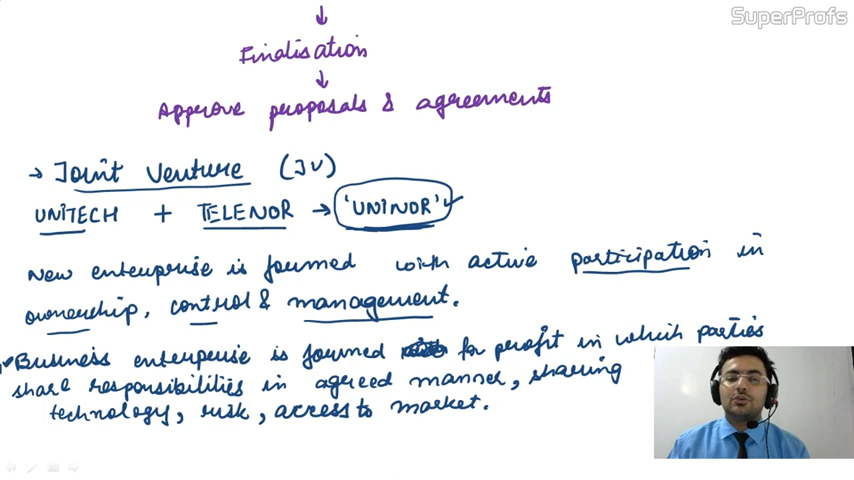 SuperProfs
Finalisation
Approve proposals & agreements
→ Joint Venture (JV)
UNITECH + TELENOR → 'UNINOR'
New enterprise is formed with active participation in
ownership, control & management.
Business enterprise is formed for profit in which parties
share responsibilities in agreed manner, sharing
technology, risk, access to market.